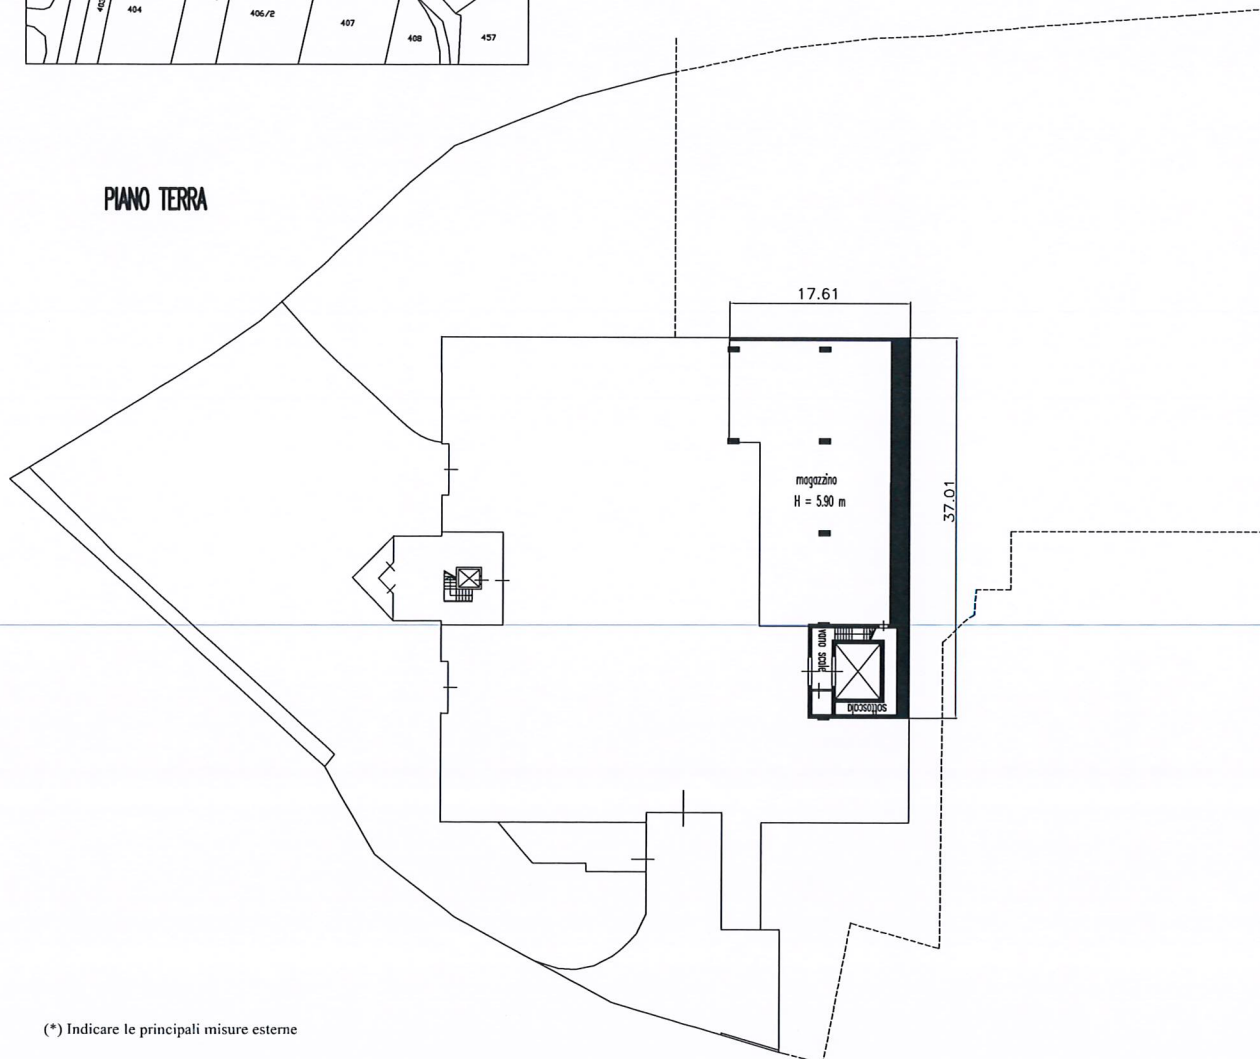 404
406/2
407
408
457
PIANO TERRA
17.61
magazzino
H = 5.90 m
37.01
vano scale
sottoscala
(*) Indicare le principali misure esterne